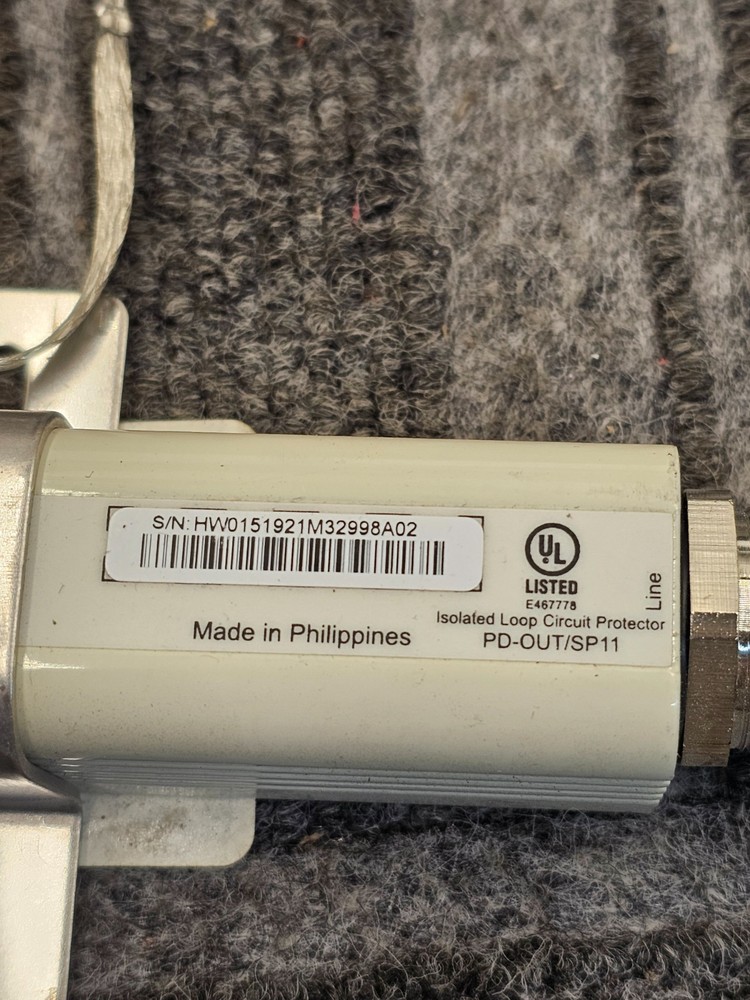 S/N: HW0151921M32998A02
UL
LISTED
E467778
Isolated Loop Circuit Protector
PD-OUT/SP11
Made in Philippines
Line